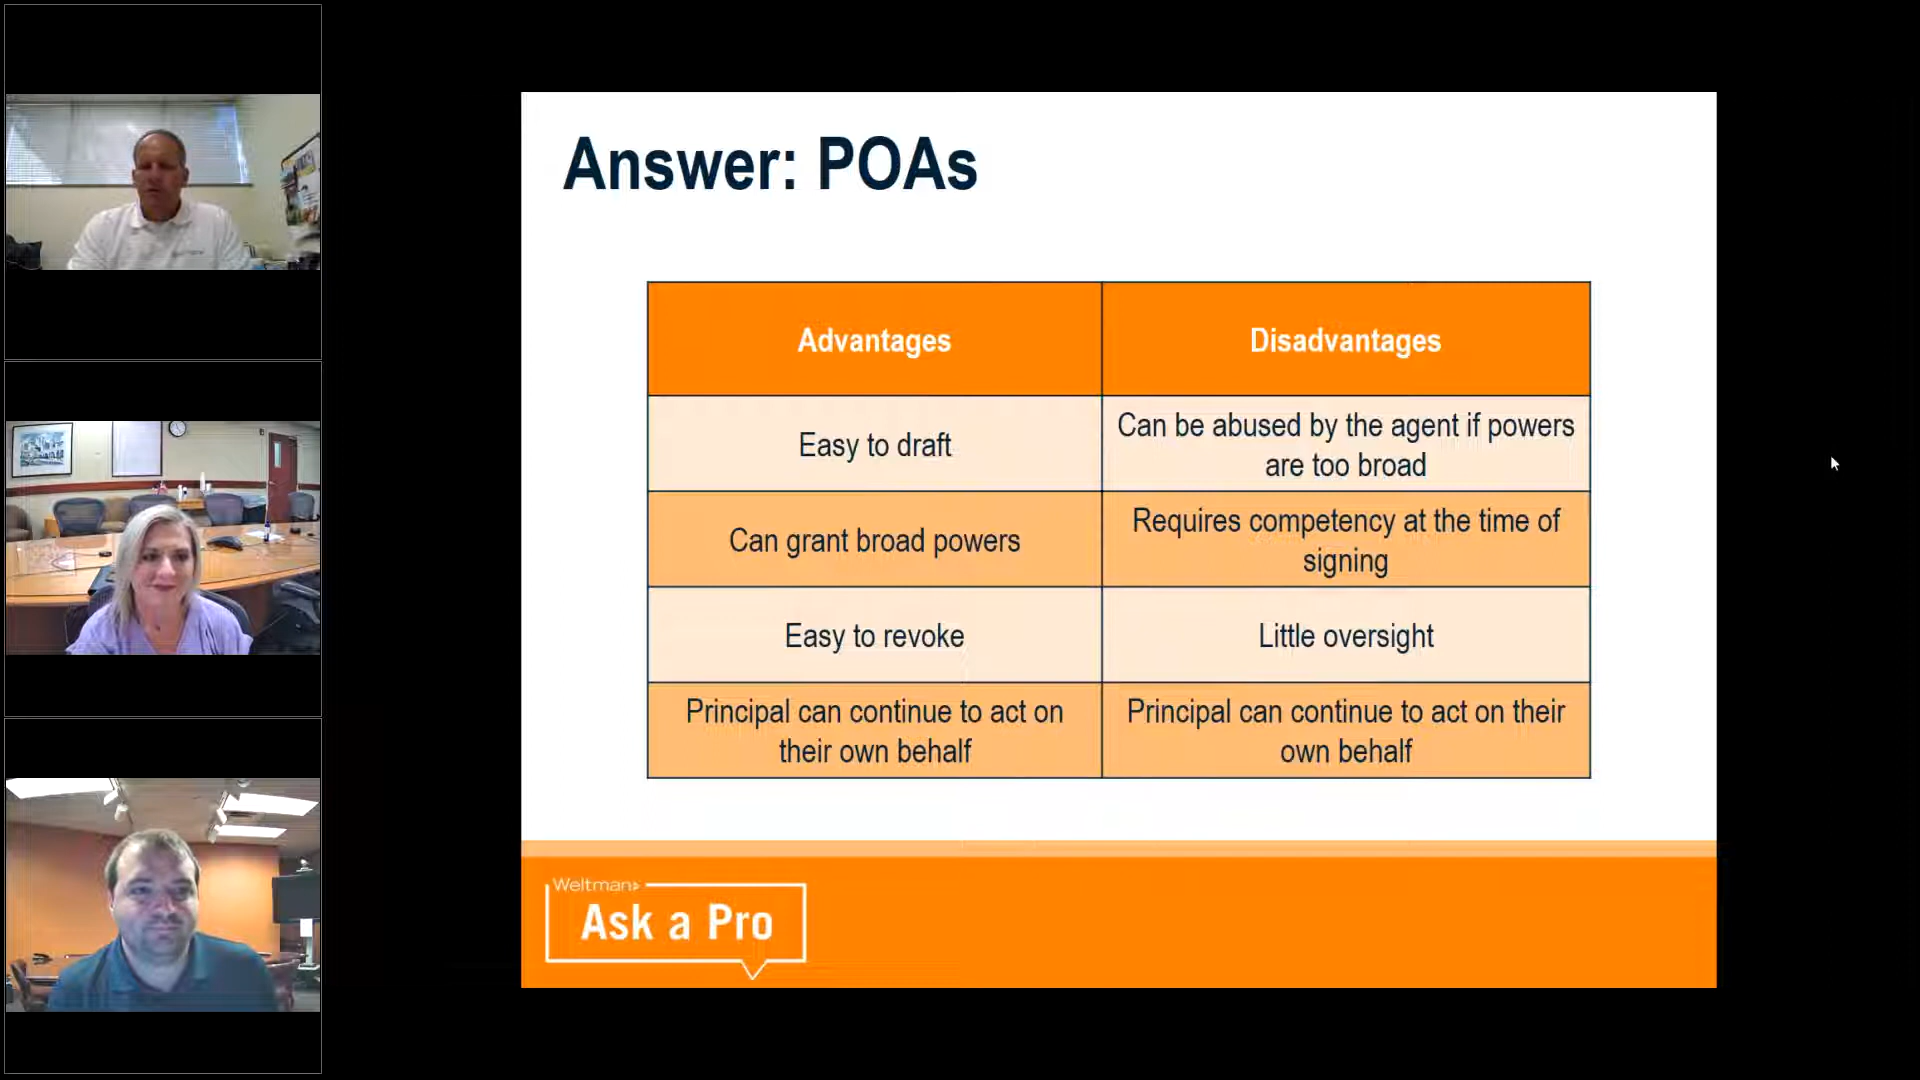 Answer: POAs
Advantages
Disadvantages
Easy to draft
Can be abused by the agent if powers
are too broad
Can grant broad powers
Requires competency at the time of
signing
Easy to revoke
Little oversight
Principal can continue to act on
their own behalf
Principal can continue to act on their
own behalf
Weltman
Ask a Pro